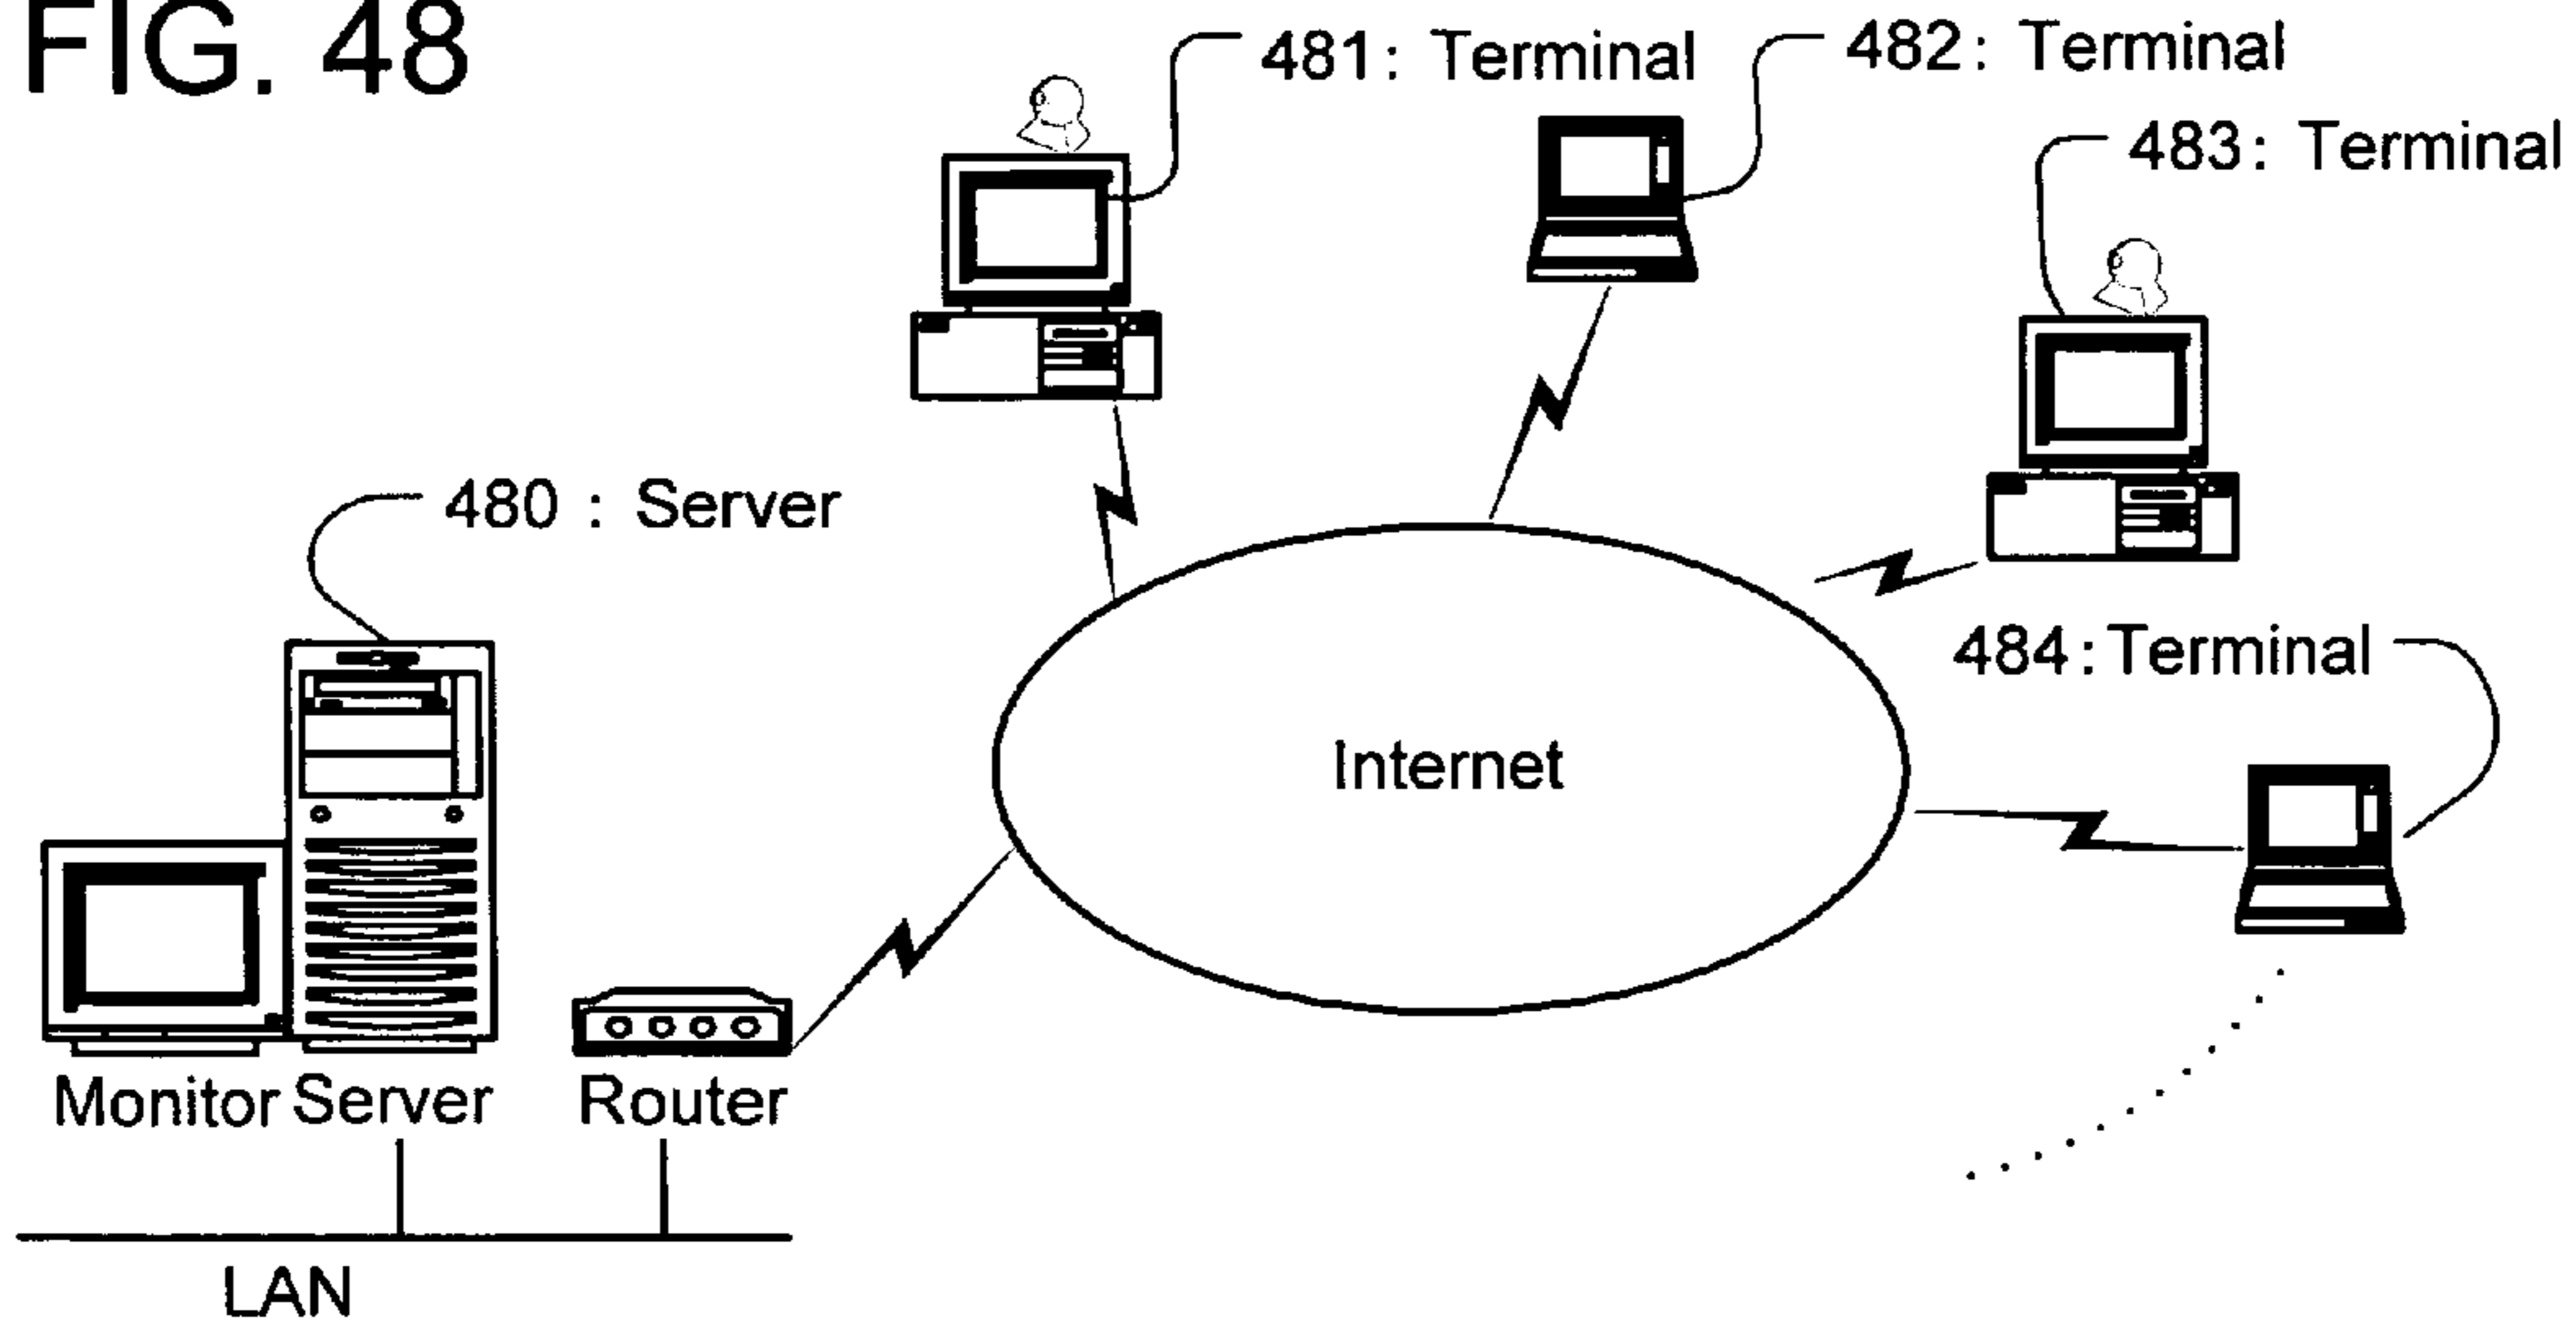 FIG. 48
481: Terminal
482: Terminal
483: Terminal
480 : Server
484:Terminal
Internet
Monitor Server
Router
LAN